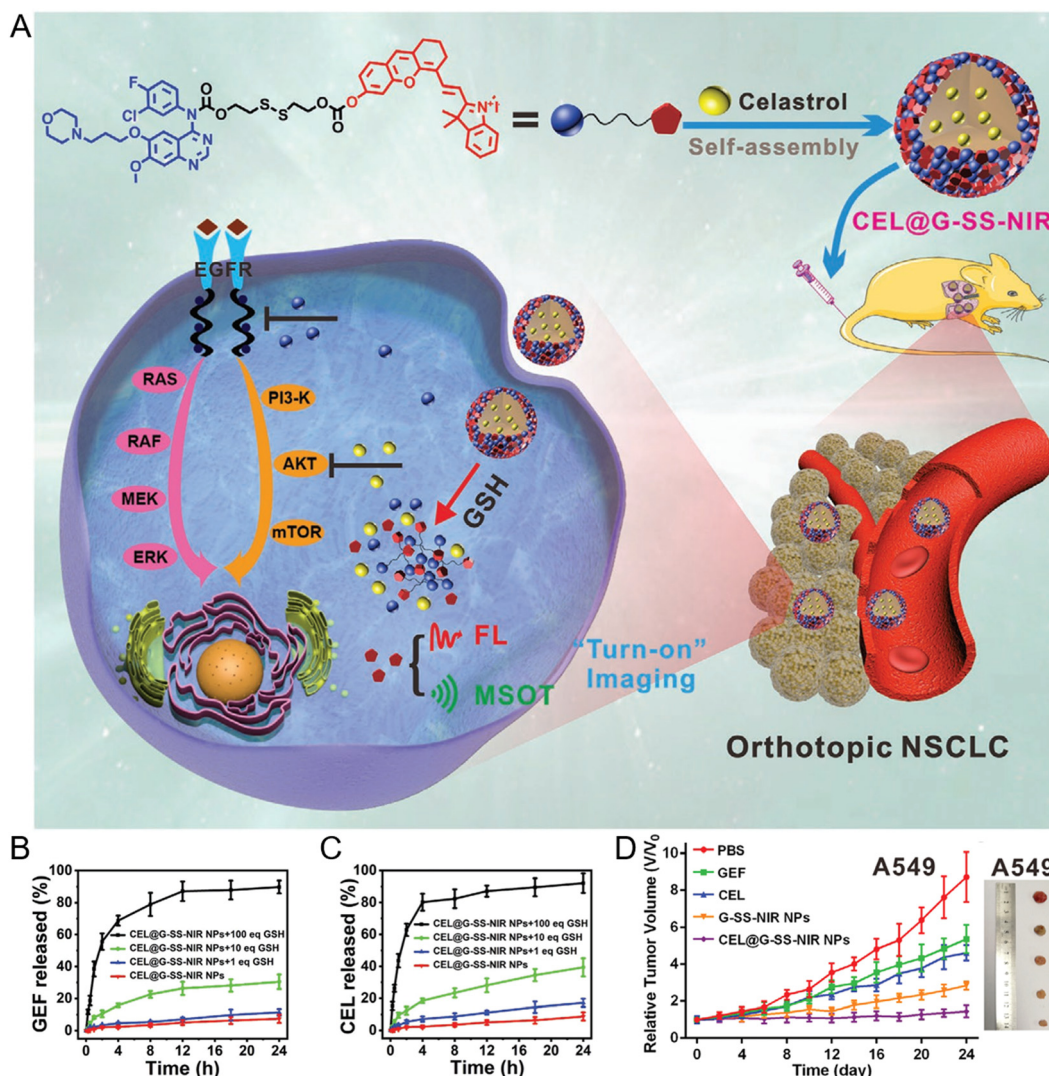 A
F
Cl
N
O
O
S
S
O
O
O
O
N+
I-
O
N
O
O
N
N
=
Celastrol
Self-assembly
CEL@G-SS-NIR
EGFR
RAS
PI3-K
RAF
AKT
MEK
mTOR
ERK
GSH
FL
MSOT
"Turn-on"
Imaging
Orthotopic NSCLC
B
GEF released (%)
100
80
60
40
20
0
CEL@G-SS-NIR NPs+100 eq GSH
CEL@G-SS-NIR NPs+10 eq GSH
CEL@G-SS-NIR NPs+1 eq GSH
CEL@G-SS-NIR NPs
0 4 8 12 16 20 24
Time (h)
C
CEL released (%)
100
80
60
40
20
0
CEL@G-SS-NIR NPs+100 eq GSH
CEL@G-SS-NIR NPs+10 eq GSH
CEL@G-SS-NIR NPs+1 eq GSH
CEL@G-SS-NIR NPs
0 4 8 12 16 20 24
Time (h)
D
Relative Tumor Volume (V/V0)
10
8
6
4
2
0
PBS
GEF
CEL
G-SS-NIR NPs
CEL@G-SS-NIR NPs
A549
A549
0 4 8 12 16 20 24
Time (day)